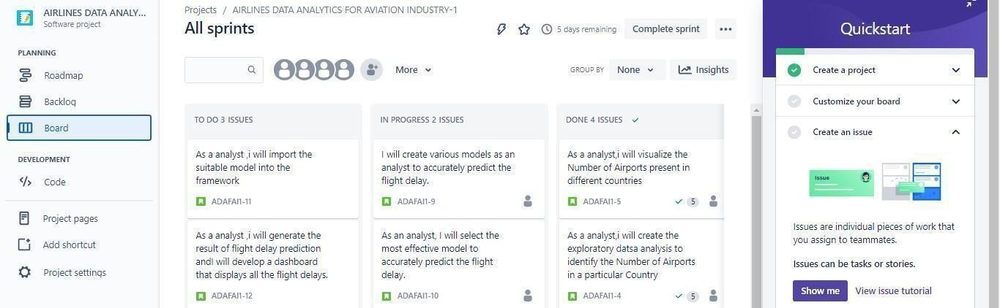 AIRLINES DATA ANALY...
Software project
PLANNING
Roadmap
Backlog
Board
DEVELOPMENT
Code
Project pages
Add shortcut
Project settings
Projects / AIRLINES DATA ANALYTICS FOR AVIATION INDUSTRY-1
All sprints
5 days remaining
Complete sprint
More
GROUP BY
None
Insights
TO DO 3 ISSUES
As a analyst ,i will import the
suitable model into the
framework
ADAFAI1-11
As a analyst ,i will generate the
result of flight delay prediction
andI will develop a dashboard
that displays all the flight delays.
ADAFAI1-12
IN PROGRESS 2 ISSUES
I will create various models as an
analyst to accurately predict the
flight delay.
ADAFAI1-9
As an analyst, I will select the
most effective model to
accurately predict the flight
delay.
ADAFAI1-10
DONE 4 ISSUES
As a analyst,i will visualize the
Number of Airports present in
different countries
ADAFAI1-5
5
As a analyst,i will create the
exploratory datsa analysis to
identify the Number of Airports
in a particular Country
ADAFAI1-4
5
Quickstart
Create a project
Customize your board
Create an issue
Issue
Issues are individual pieces of work that
you assign to teammates.
Issues can be tasks or stories.
Show me
View issue tutorial